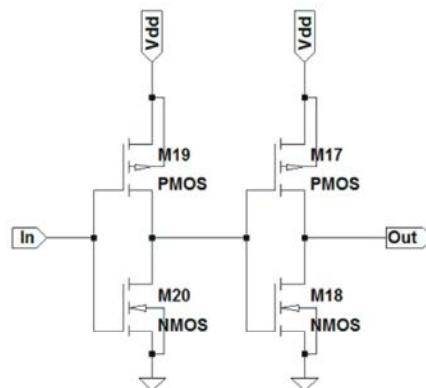 Vdd Vdd
M19 M17
PMOS PMOS
In Out
M20 M18
NMOS NMOS